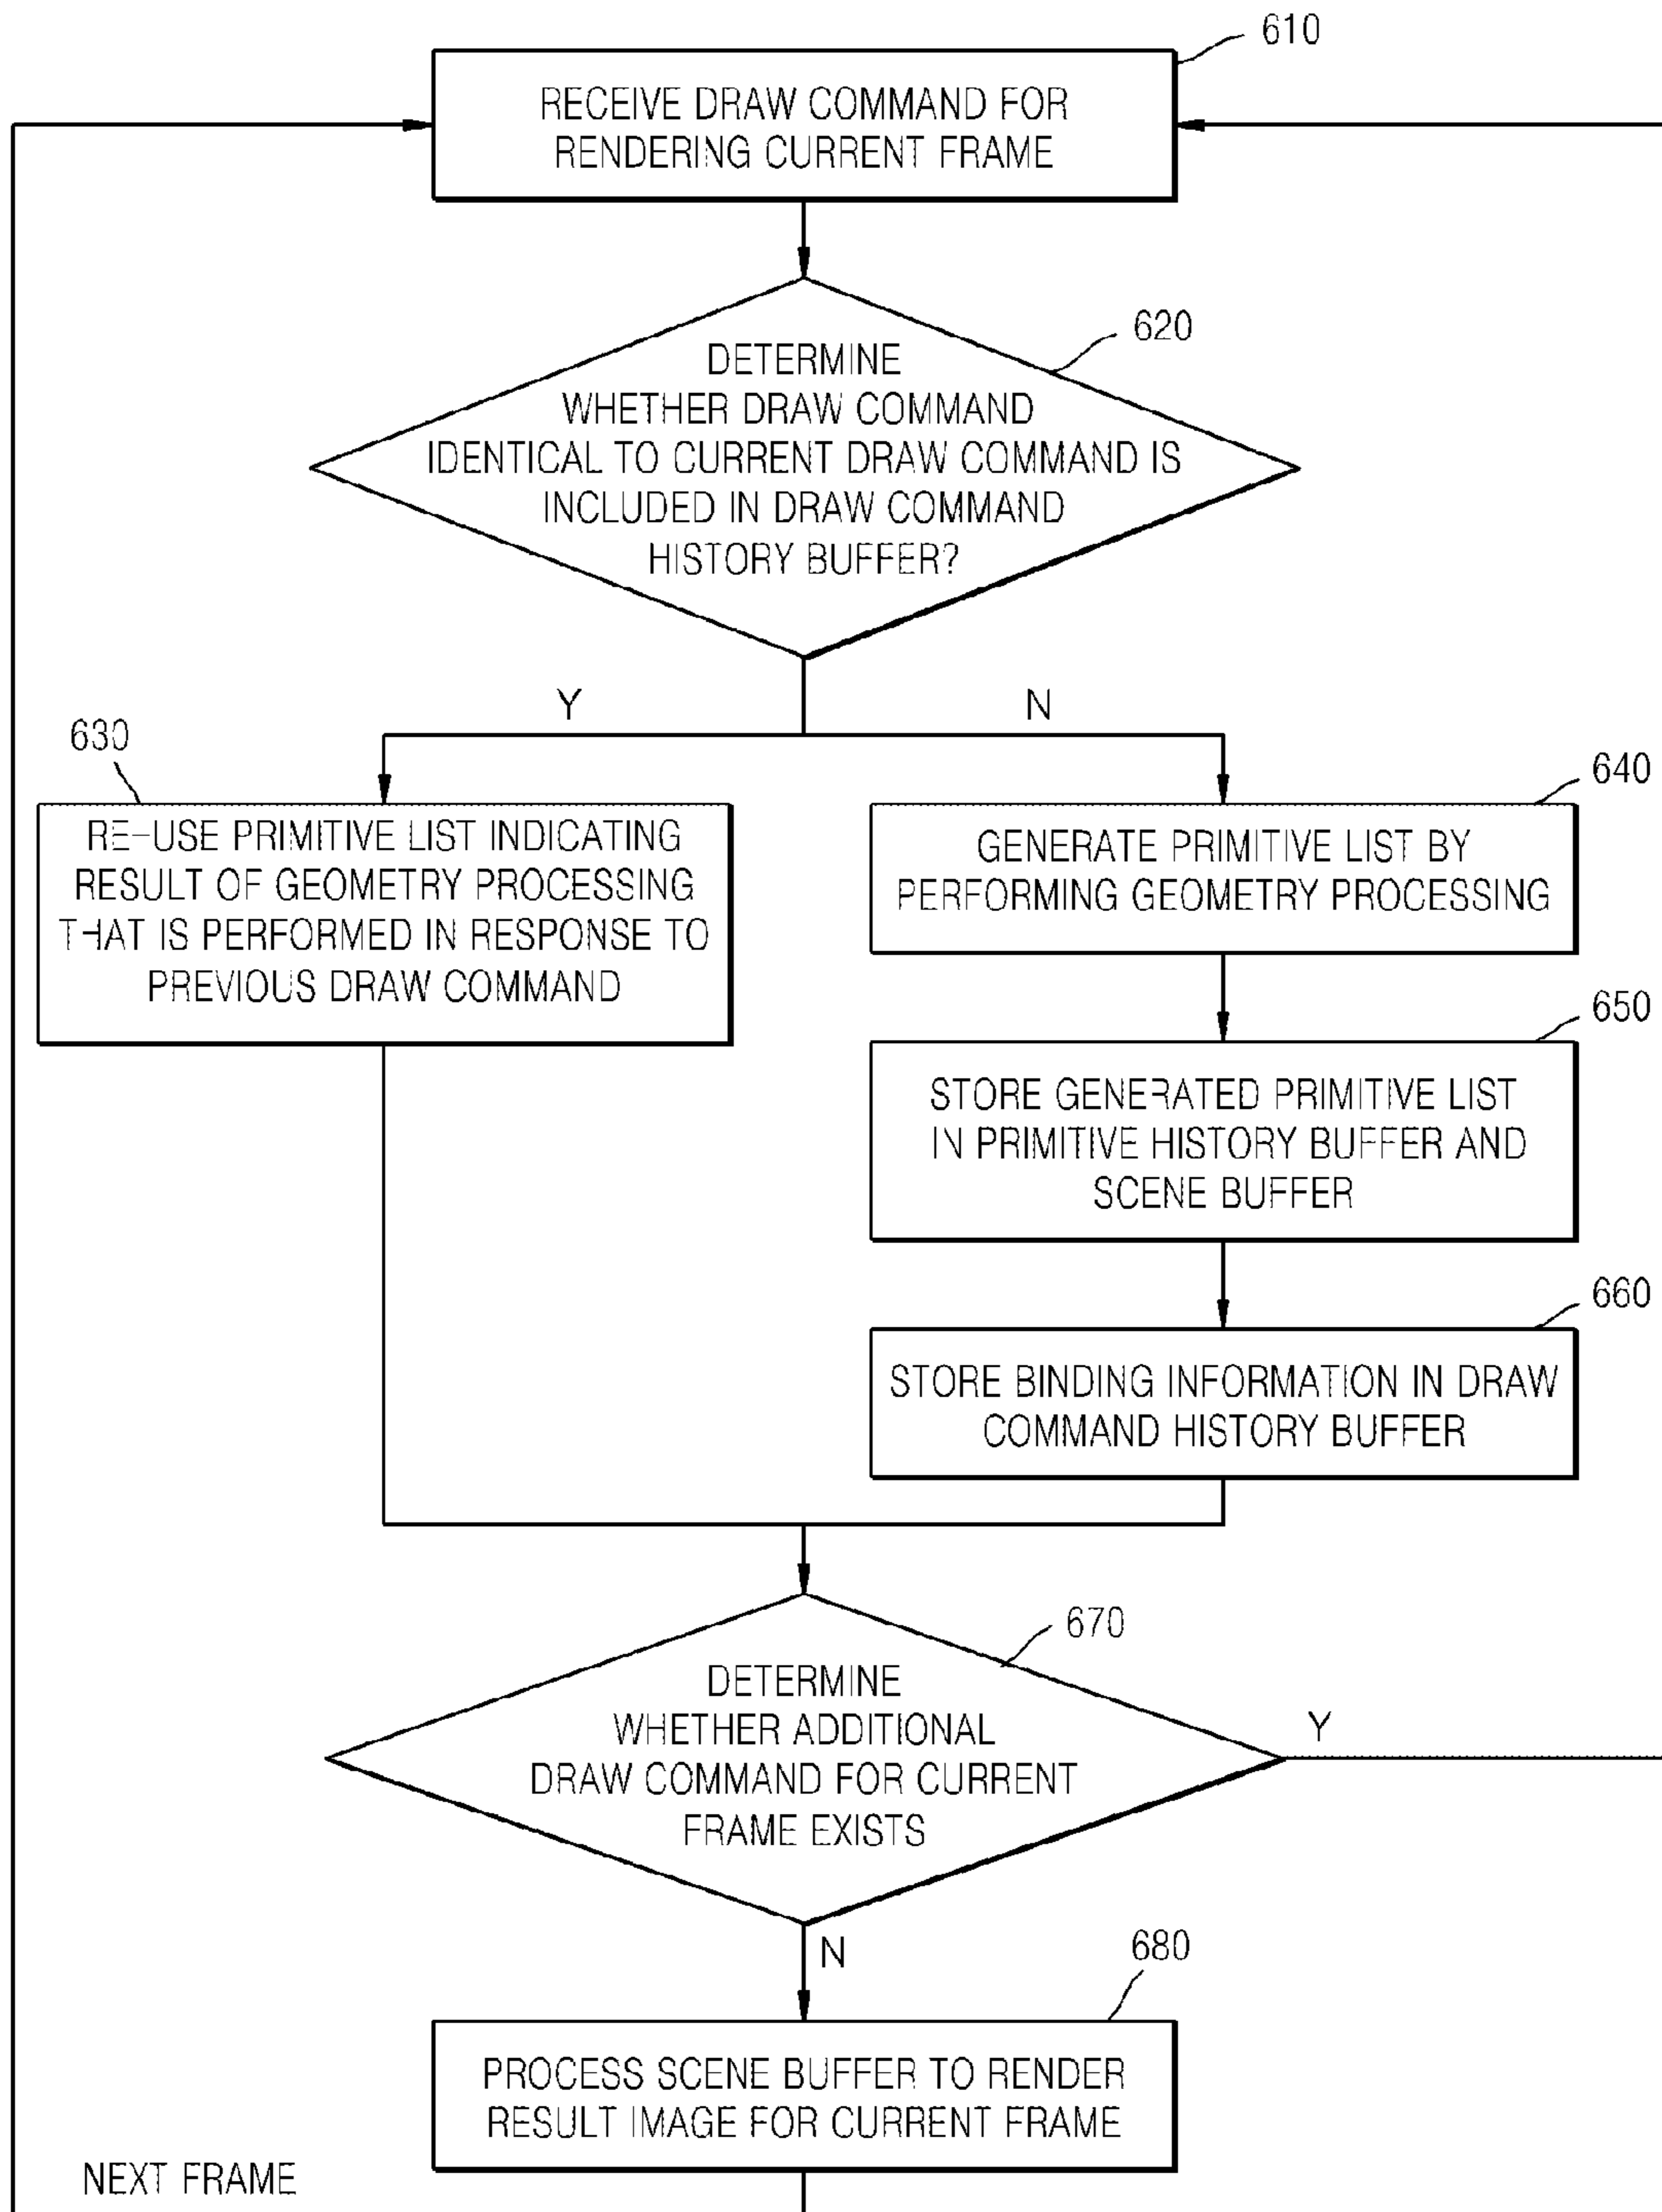 610
RECEIVE DRAW COMMAND FOR
RENDERING CURRENT FRAME
620
DETERMINE
WHETHER DRAW COMMAND
IDENTICAL TO CURRENT DRAW COMMAND IS
INCLUDED IN DRAW COMMAND
HISTORY BUFFER?
Y
N
630
RE-USE PRIMITIVE LIST INDICATING
RESULT OF GEOMETRY PROCESSING
THAT IS PERFORMED IN RESPONSE TO
PREVIOUS DRAW COMMAND
640
GENERATE PRIMITIVE LIST BY
PERFORMING GEOMETRY PROCESSING
650
STORE GENERATED PRIMITIVE LIST
IN PRIMITIVE HISTORY BUFFER AND
SCENE BUFFER
660
STORE BINDING INFORMATION IN DRAW
COMMAND HISTORY BUFFER
670
DETERMINE
WHETHER ADDITIONAL
DRAW COMMAND FOR CURRENT
FRAME EXISTS
Y
N
680
PROCESS SCENE BUFFER TO RENDER
RESULT IMAGE FOR CURRENT FRAME
NEXT FRAME